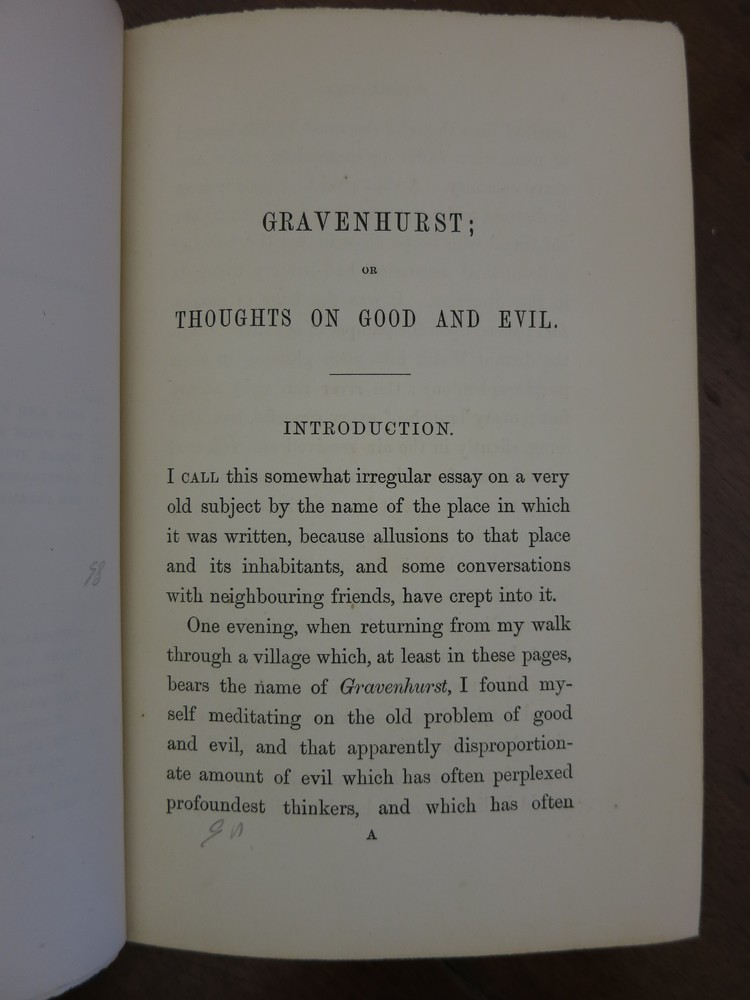 GRAVENHURST;
OR
THOUGHTS ON GOOD AND EVIL.
INTRODUCTION.
I CALL this somewhat irregular essay on a very
old subject by the name of the place in which
it was written, because allusions to that place
and its inhabitants, and some conversations
with neighbouring friends, have crept into it.
One evening, when returning from my walk
through a village which, at least in these pages,
bears the name of Gravenhurst, I found my-
self meditating on the old problem of good
and evil, and that apparently disproportion-
ate amount of evil which has often perplexed
profoundest thinkers, and which has often
A